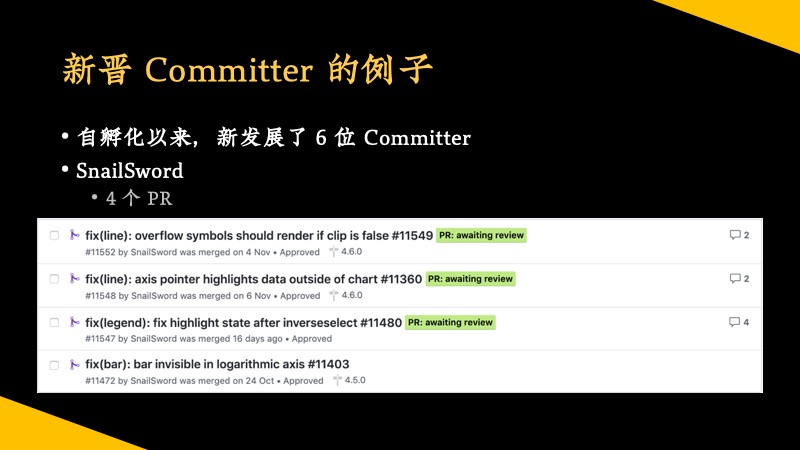 新晋 Committer 的例子
• 自孵化以来，新发展了 6 位 Committer
• SnailSword
• 4 个 PR
fix(line): overflow symbols should render if clip is false #11549 PR: awaiting review 2
#11552 by SnailSword was merged on 4 Nov • Approved 4.6.0
fix(line): axis pointer highlights data outside of chart #11360 PR: awaiting review 2
#11548 by SnailSword was merged on 6 Nov • Approved 4.6.0
fix(legend): fix highlight state after inverseselect #11480 PR: awaiting review 4
#11547 by SnailSword was merged 16 days ago • Approved
fix(bar): bar invisible in logarithmic axis #11403
#11472 by SnailSword was merged on 24 Oct • Approved 4.5.0